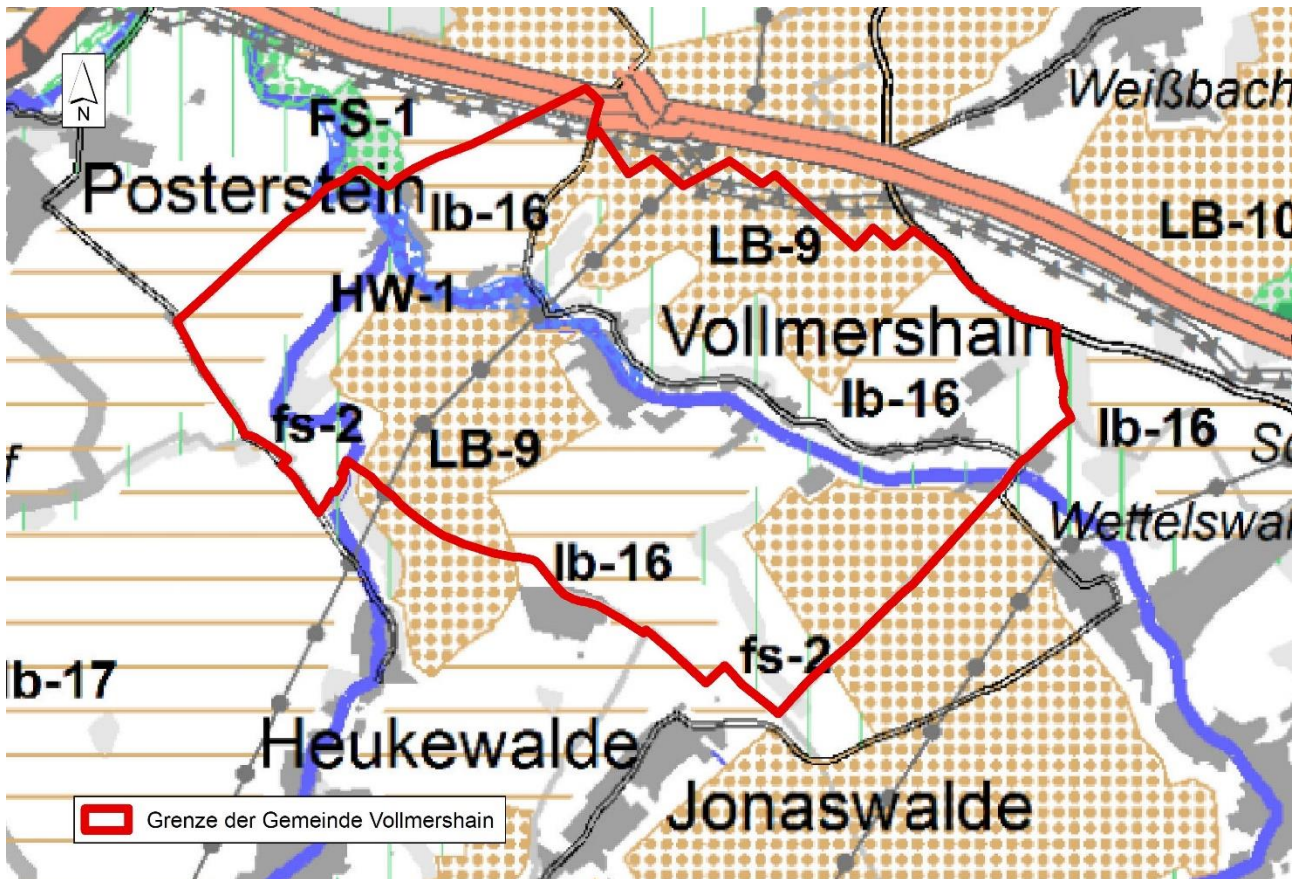 N
Weißbach
FS-1
Posterstein
lb-16
LB-9
LB-10
HW-1
Vollmershain
lb-16
lb-16
fs-2
LB-9
f
Wettelswal
lb-16
fs-2
lb-17
Heukewalde
Jonaswalde
Grenze der Gemeinde Vollmershain